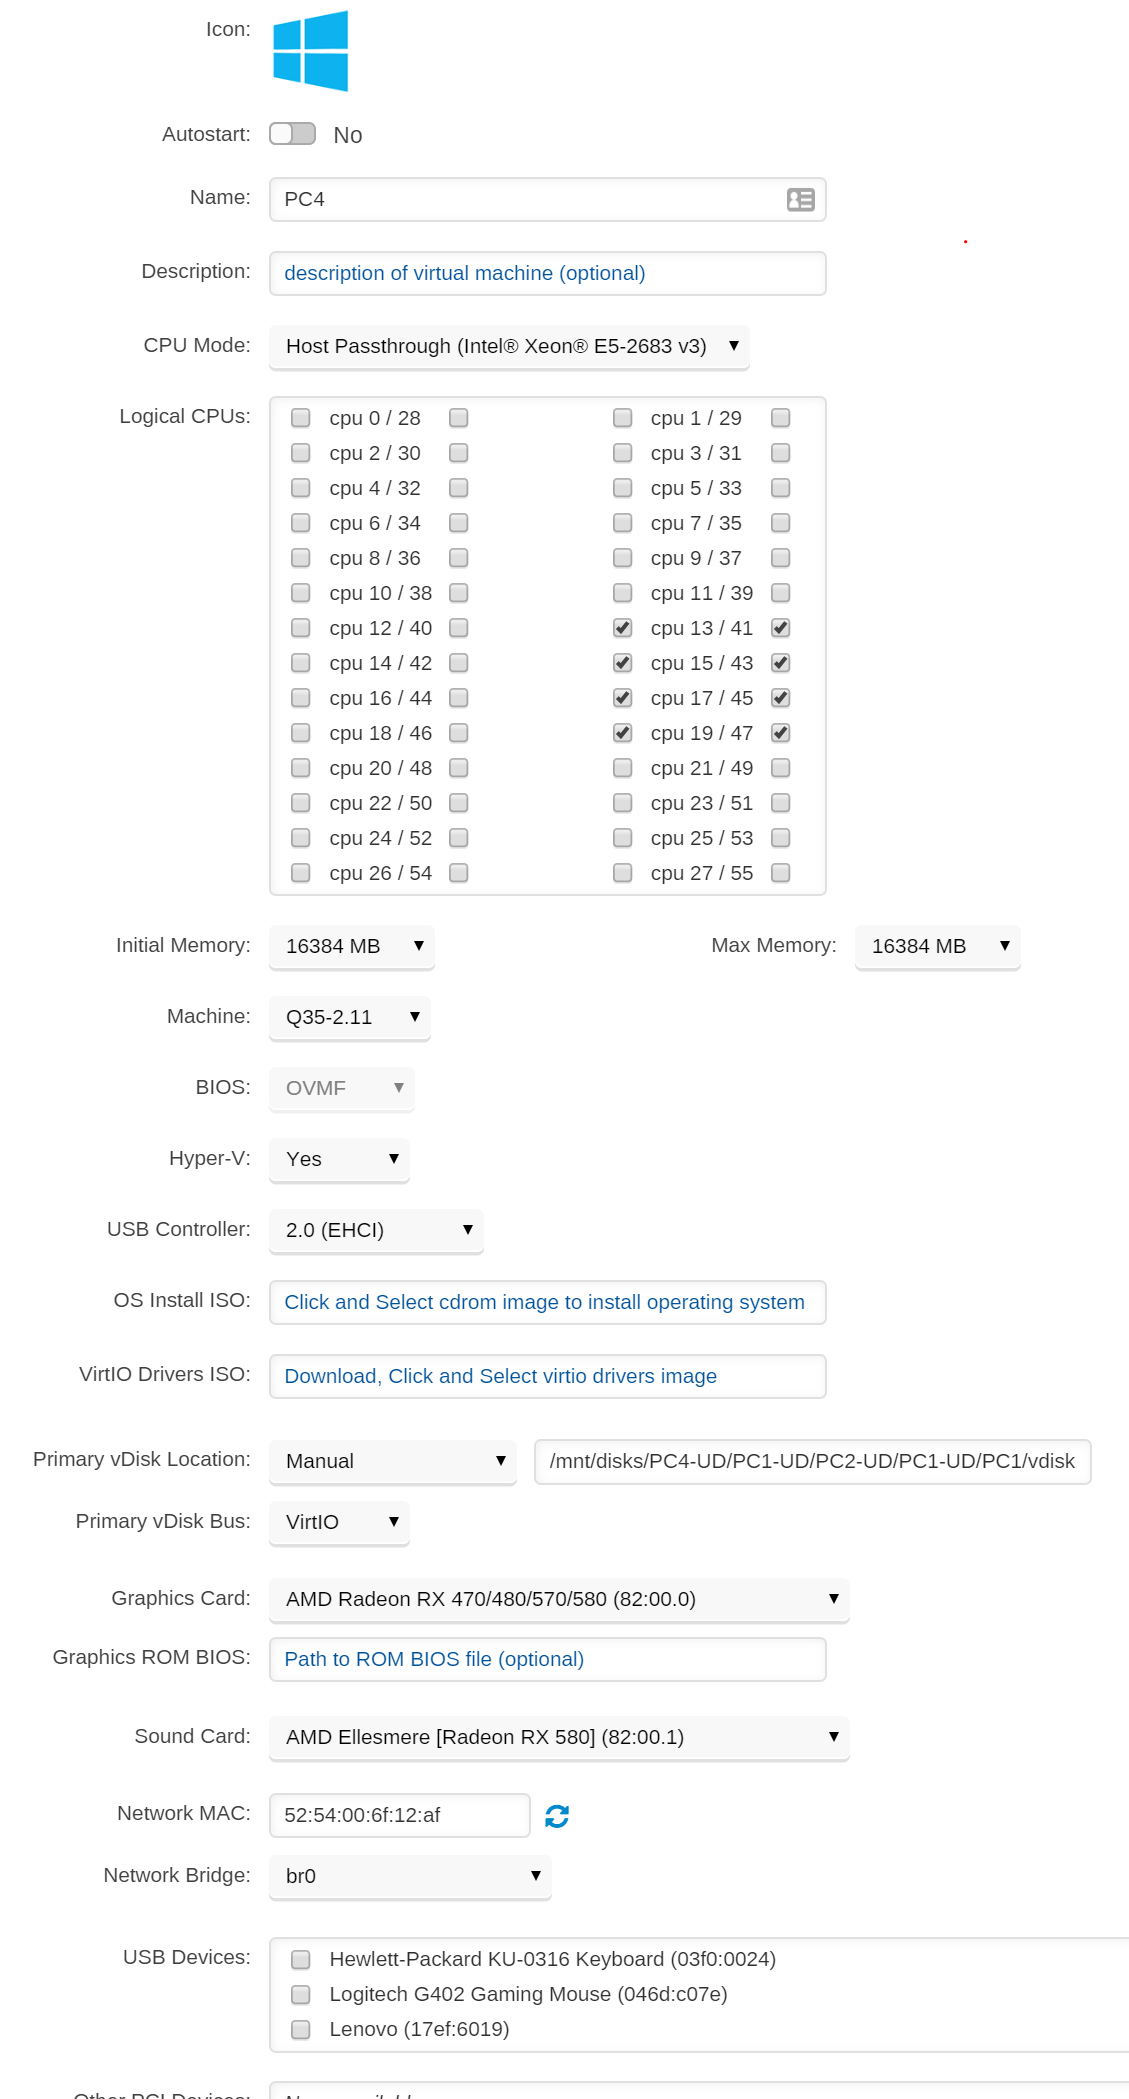 Icon:
Autostart: No
Name: PC4
Description: description of virtual machine (optional)
CPU Mode: Host Passthrough (Intel® Xeon® E5-2683 v3)
Logical CPUs: cpu 0 / 28 cpu 1 / 29
cpu 2 / 30 cpu 3 / 31
cpu 4 / 32 cpu 5 / 33
cpu 6 / 34 cpu 7 / 35
cpu 8 / 36 cpu 9 / 37
cpu 10 / 38 cpu 11 / 39
cpu 12 / 40 cpu 13 / 41
cpu 14 / 42 cpu 15 / 43
cpu 16 / 44 cpu 17 / 45
cpu 18 / 46 cpu 19 / 47
cpu 20 / 48 cpu 21 / 49
cpu 22 / 50 cpu 23 / 51
cpu 24 / 52 cpu 25 / 53
cpu 26 / 54 cpu 27 / 55
Initial Memory: 16384 MB Max Memory: 16384 MB
Machine: Q35-2.11
BIOS: OVMF
Hyper-V: Yes
USB Controller: 2.0 (EHCI)
OS Install ISO: Click and Select cdrom image to install operating system
VirtIO Drivers ISO: Download, Click and Select virtio drivers image
Primary vDisk Location: Manual /mnt/disks/PC4-UD/PC1-UD/PC2-UD/PC1-UD/PC1/vdisk
Primary vDisk Bus: VirtIO
Graphics Card: AMD Radeon RX 470/480/570/580 (82:00.0)
Graphics ROM BIOS: Path to ROM BIOS file (optional)
Sound Card: AMD Ellesmere [Radeon RX 580] (82:00.1)
Network MAC: 52:54:00:6f:12:af
Network Bridge: br0
USB Devices: Hewlett-Packard KU-0316 Keyboard (03f0:0024)
Logitech G402 Gaming Mouse (046d:c07e)
Lenovo (17ef:6019)
Other PCI Devices: